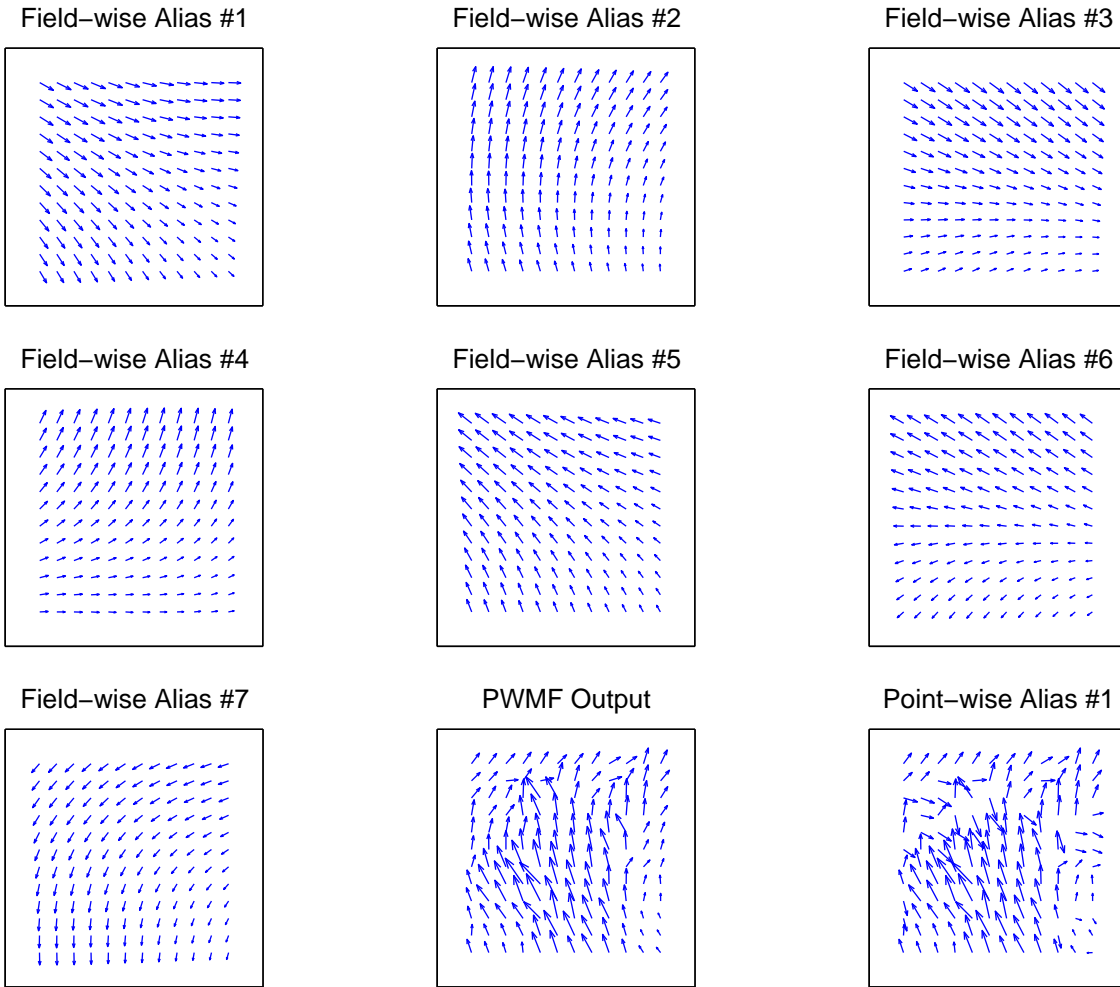 Field−wise Alias #1
Field−wise Alias #2
Field−wise Alias #3
Field−wise Alias #4
Field−wise Alias #5
Field−wise Alias #6
Field−wise Alias #7
PWMF Output
Point−wise Alias #1